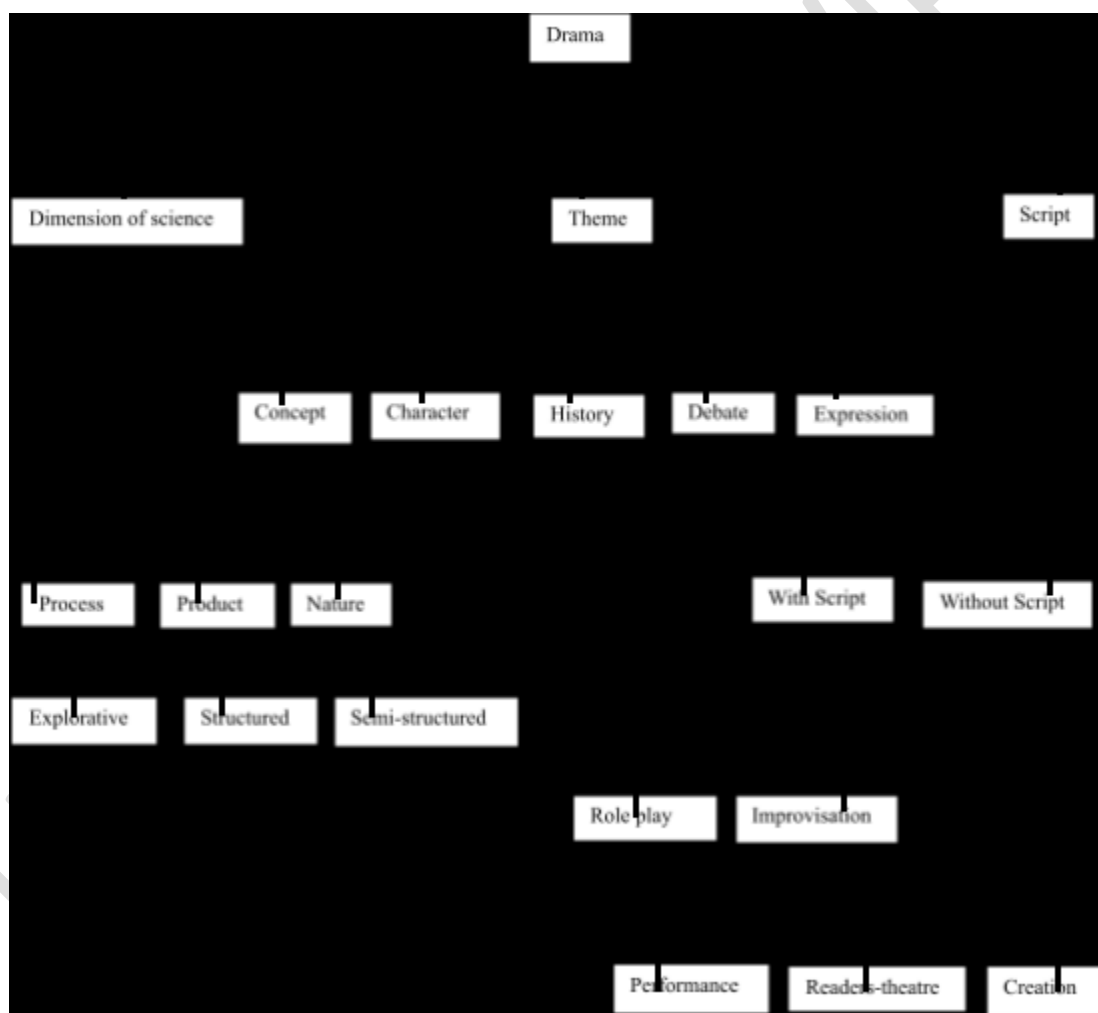 Drama
Dimension of science
Theme
Script
Concept
Character
History
Debate
Expression
Process
Product
Nature
With Script
Without Script
Explorative
Structured
Semi-structured
Role play
Improvisation
Performance
Readers-theatre
Creation